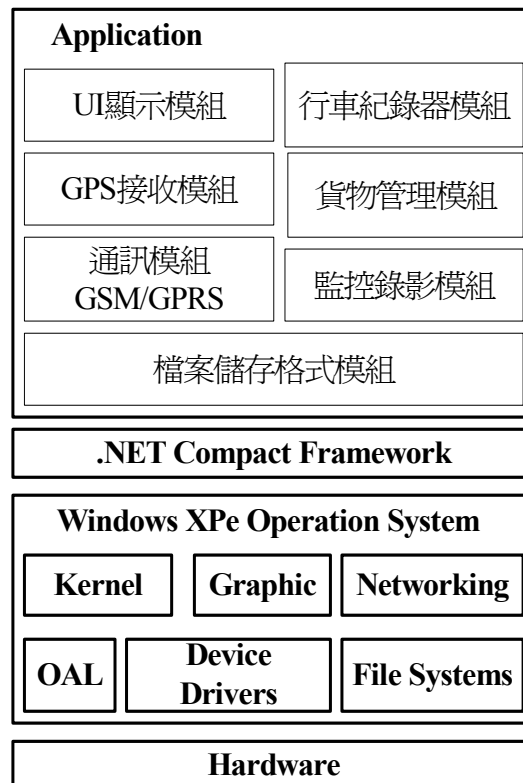 Application
UI顯示模組
行車紀錄器模組
GPS接收模組
貨物管理模組
通訊模組
GSM/GPRS
監控錄影模組
檔案儲存格式模組
.NET Compact Framework
Windows XPe Operation System
Kernel
Graphic
Networking
OAL
Device
Drivers
File Systems
Hardware